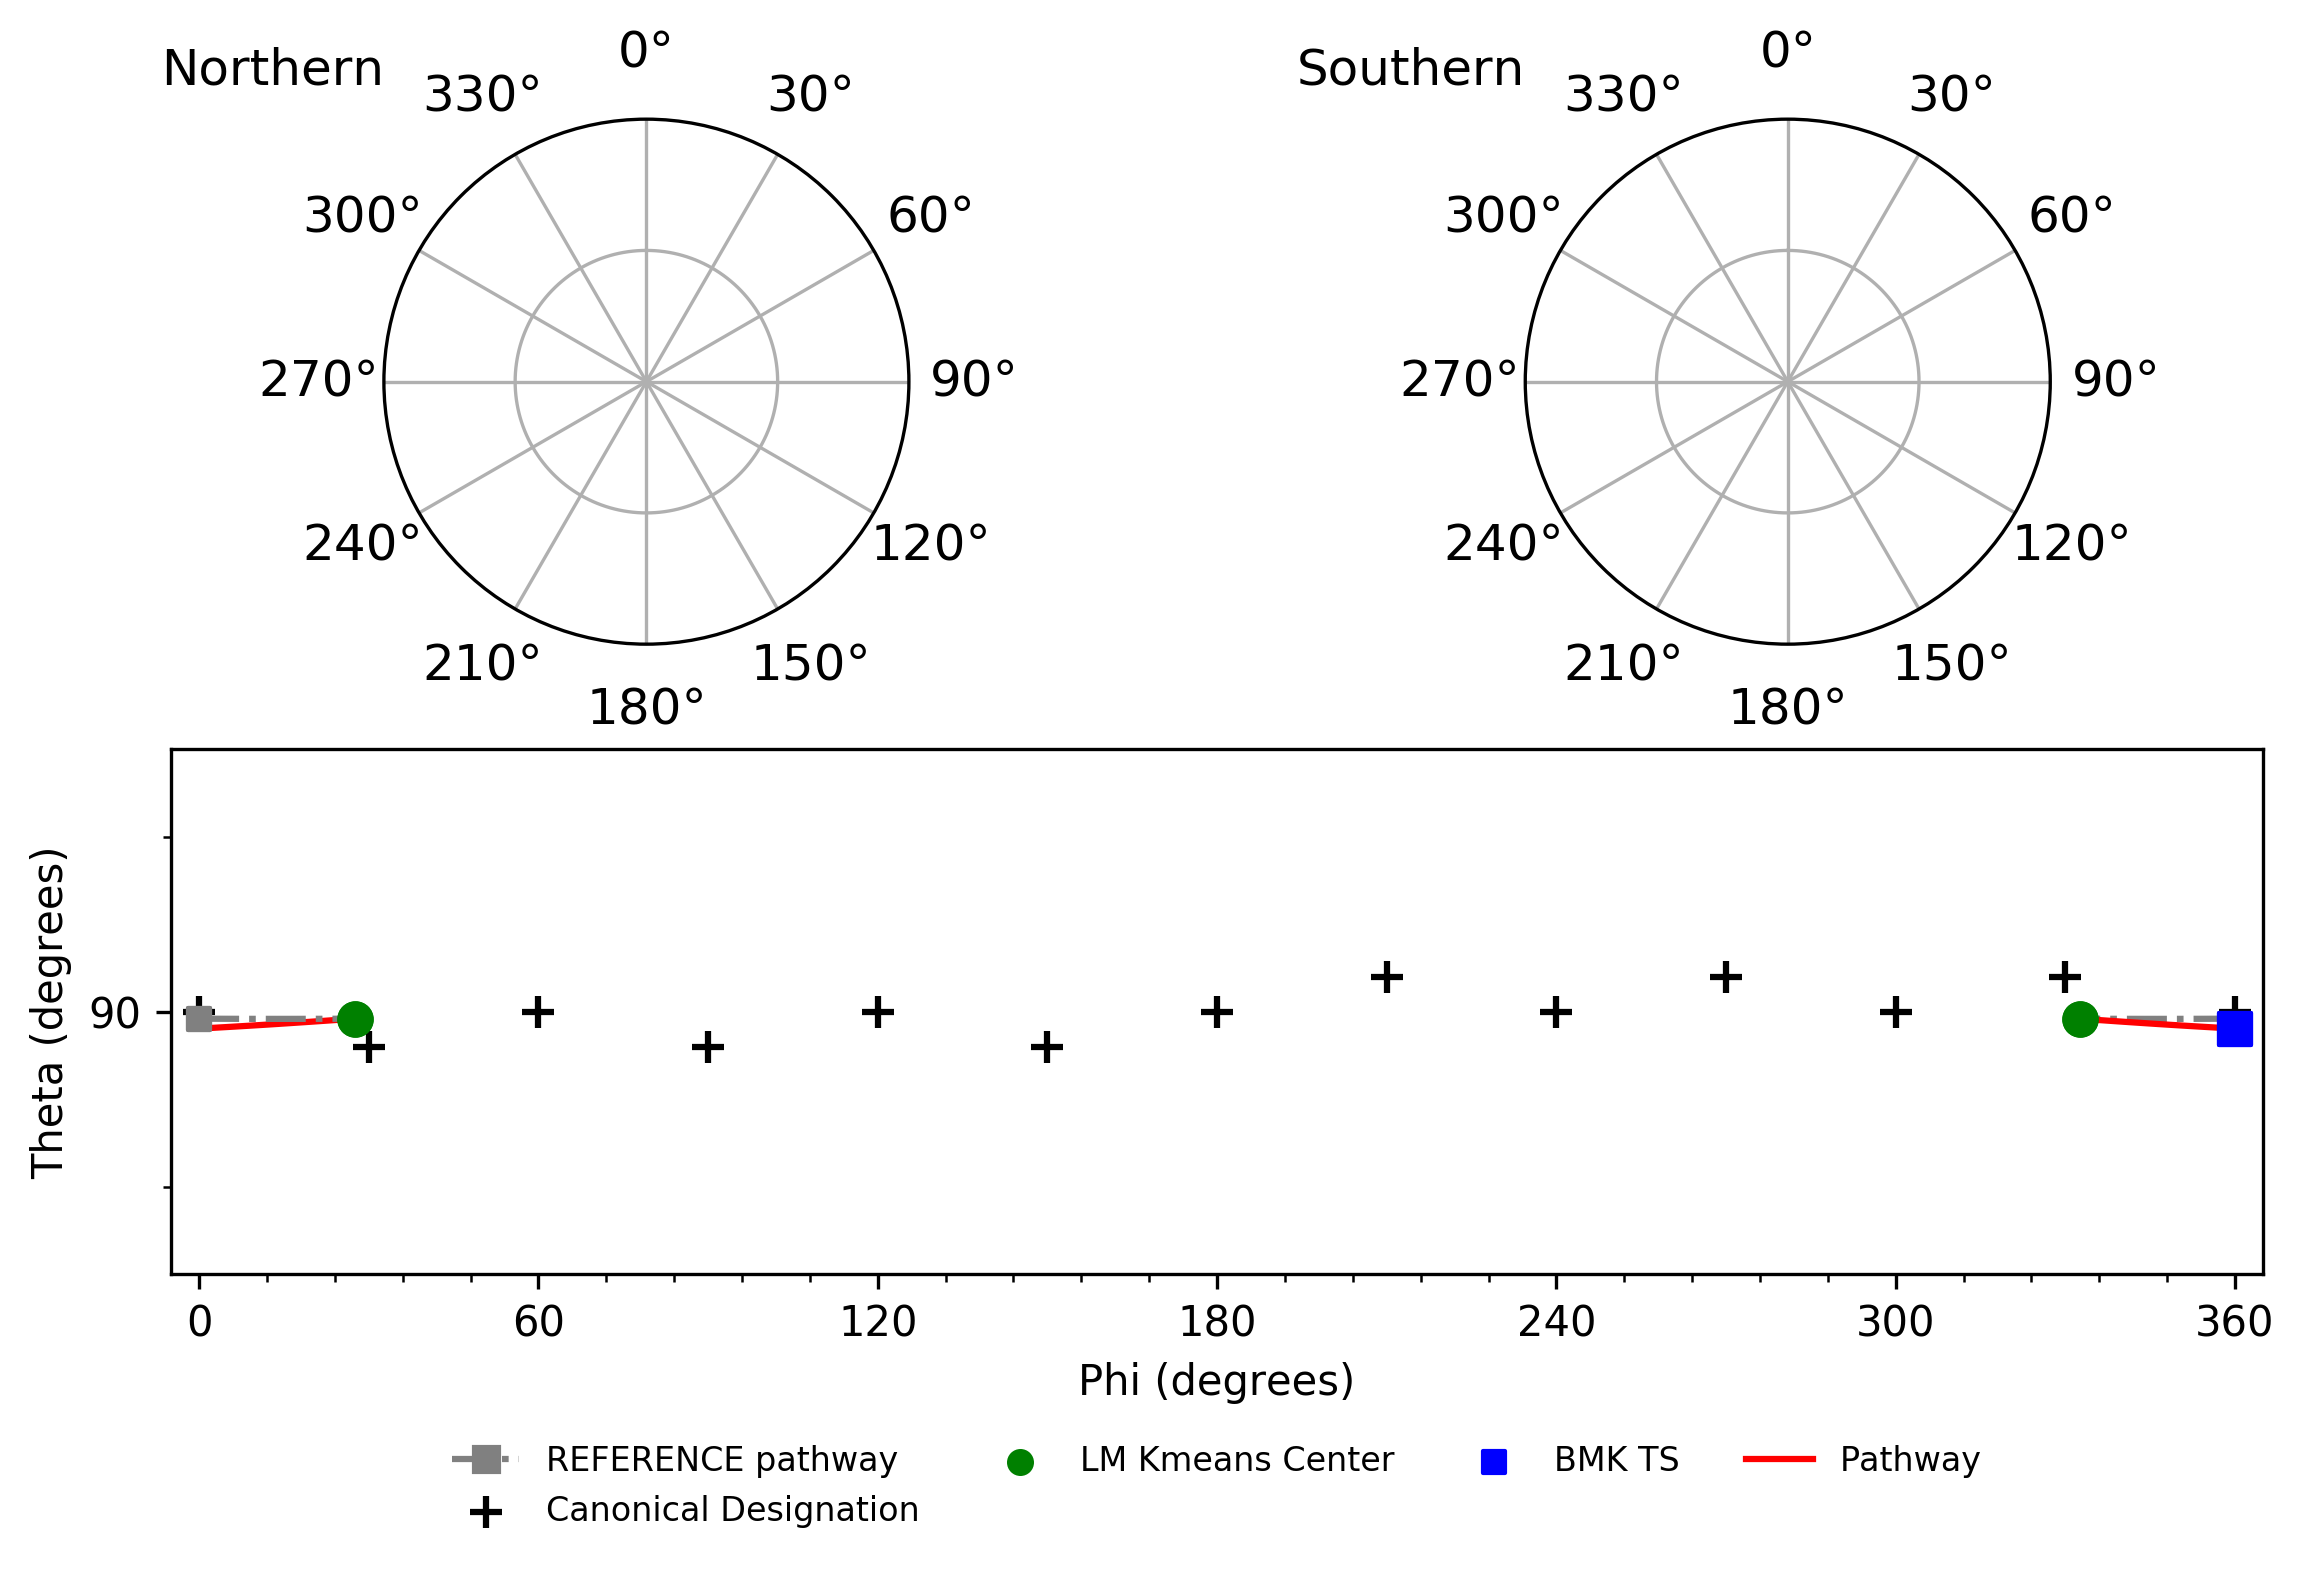 Northern
0°
330°
30°
300°
60°
270°
90°
240°
120°
210°
150°
180°
Southern
0°
330°
30°
300°
60°
270°
90°
240°
120°
210°
150°
180°
Theta (degrees)
90
0 60 120 180 240 300 360
Phi (degrees)
REFERENCE pathway
Canonical Designation
LM Kmeans Center
BMK TS
Pathway